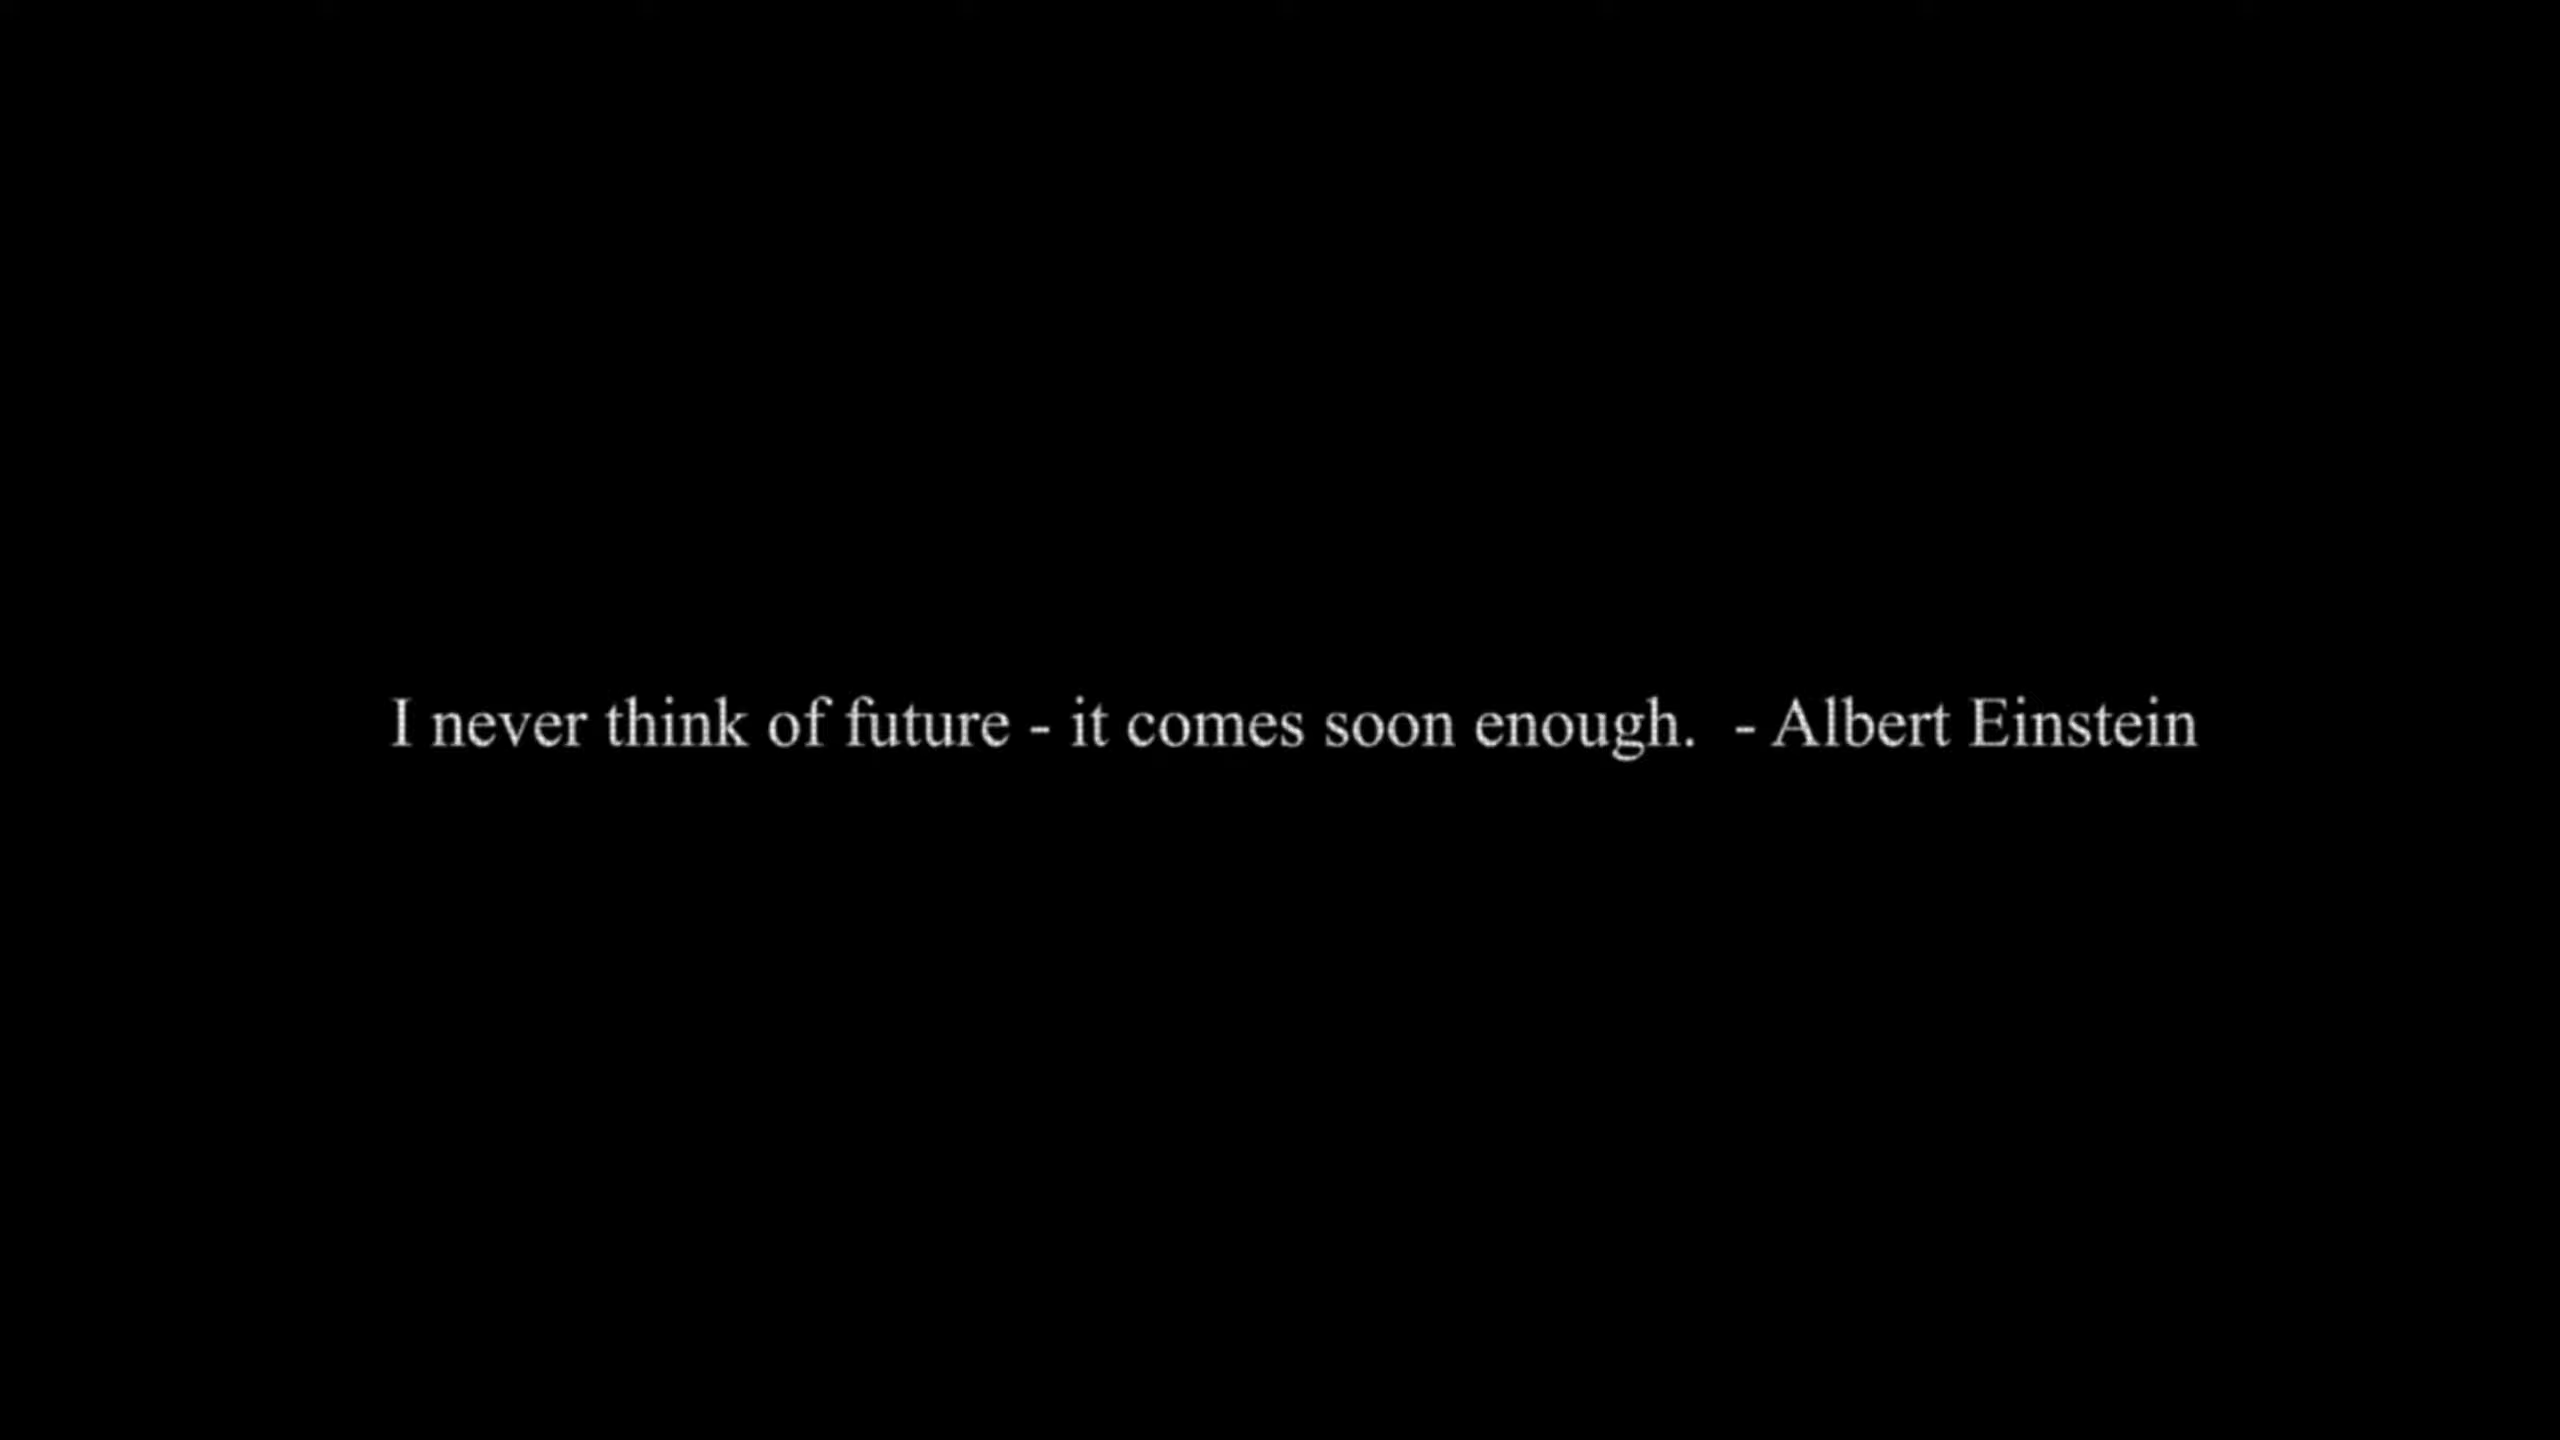 I never think of future - it comes soon enough.  - Albert Einstein